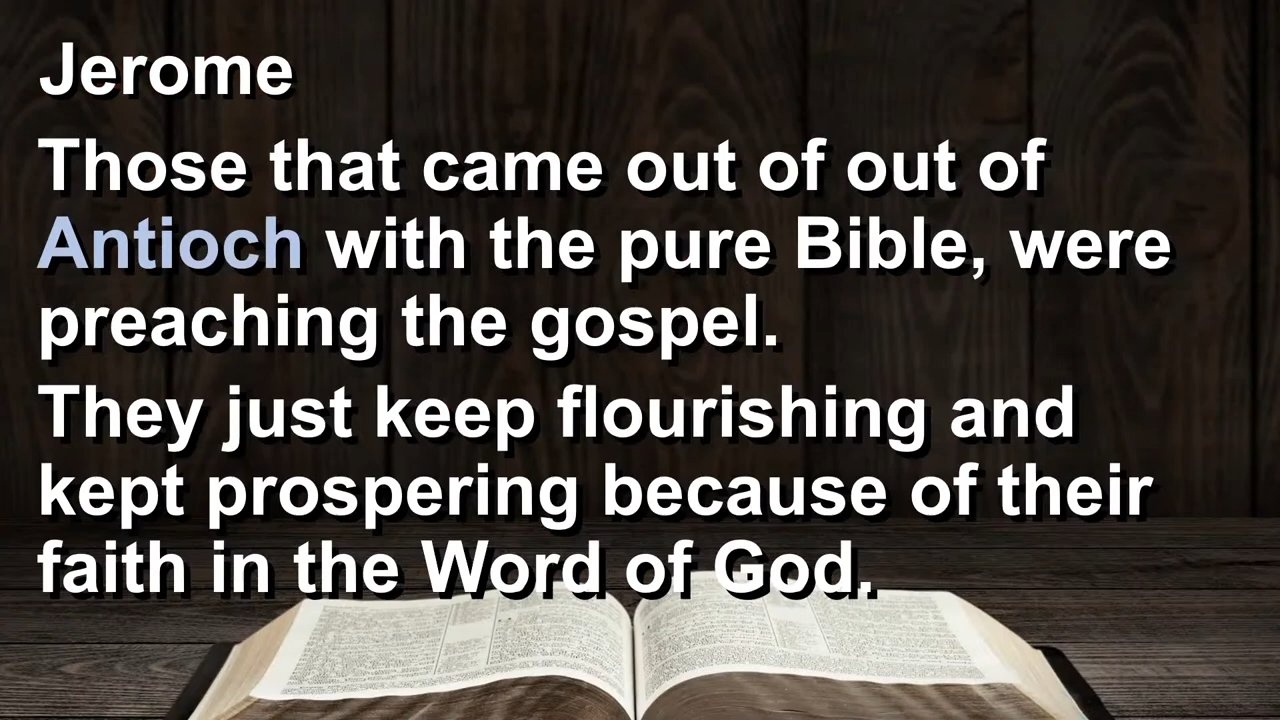 Jerome
Those that came out of out of
Antioch with the pure Bible, were
preaching the gospel.
They just keep flourishing and
kept prospering because of their
faith in the Word of God.